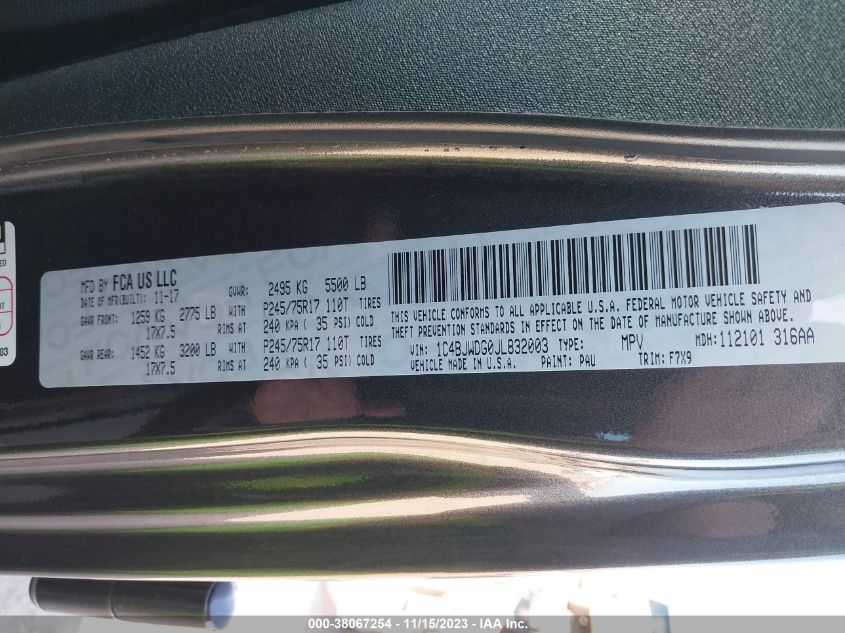 MFD BY FCA US LLC
DATE OF MFR(BUILT): 11-17
GVWR: 2495 KG 5500 LB
GAWR FRONT: 1259 KG 2775 LB WITH P245/75R17 110T TIRES
17X7.5 RIMS AT 240 KPA ( 35 PSI) COLD
GAWR REAR: 1452 KG 3200 LB WITH P245/75R17 110T TIRES
17X7.5 RIMS AT 240 KPA ( 35 PSI) COLD
THIS VEHICLE CONFORMS TO ALL APPLICABLE U.S.A. FEDERAL MOTOR VEHICLE SAFETY AND
THEFT PREVENTION STANDARDS IN EFFECT ON THE DATE OF MANUFACTURE SHOWN ABOVE.
VIN: 1C4BJWDG0JL832003 TYPE: MPV MDH:112101 316AA
VEHICLE MADE IN U.S.A. PAINT: PAU TRIM: F7X9
03
000-38067254 - 11/15/2023 - IAA Inc.